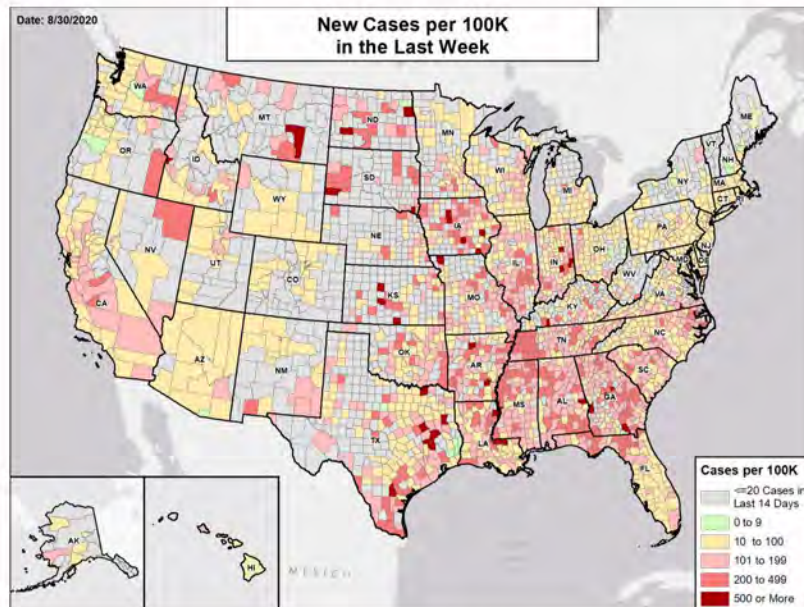 Date: 8/30/2020
New Cases per 100K
in the Last Week
WA
MT
ND
MN
ME
VT
NH
OR
ID
SD
WI
NY
MA
MI
CT
RI
WY
IA
PA
NE
NJ
NV
OH
MD
DE
UT
IL
IN
CO
WV
VA
CA
KS
MO
KY
NC
TN
AZ
OK
NM
AR
SC
MS
AL
GA
TX
LA
FL
AK
HI
MEXICO
Cases per 100K
<=20 Cases in
Last 14 Days
0 to 9
10 to 100
101 to 199
200 to 499
500 or More